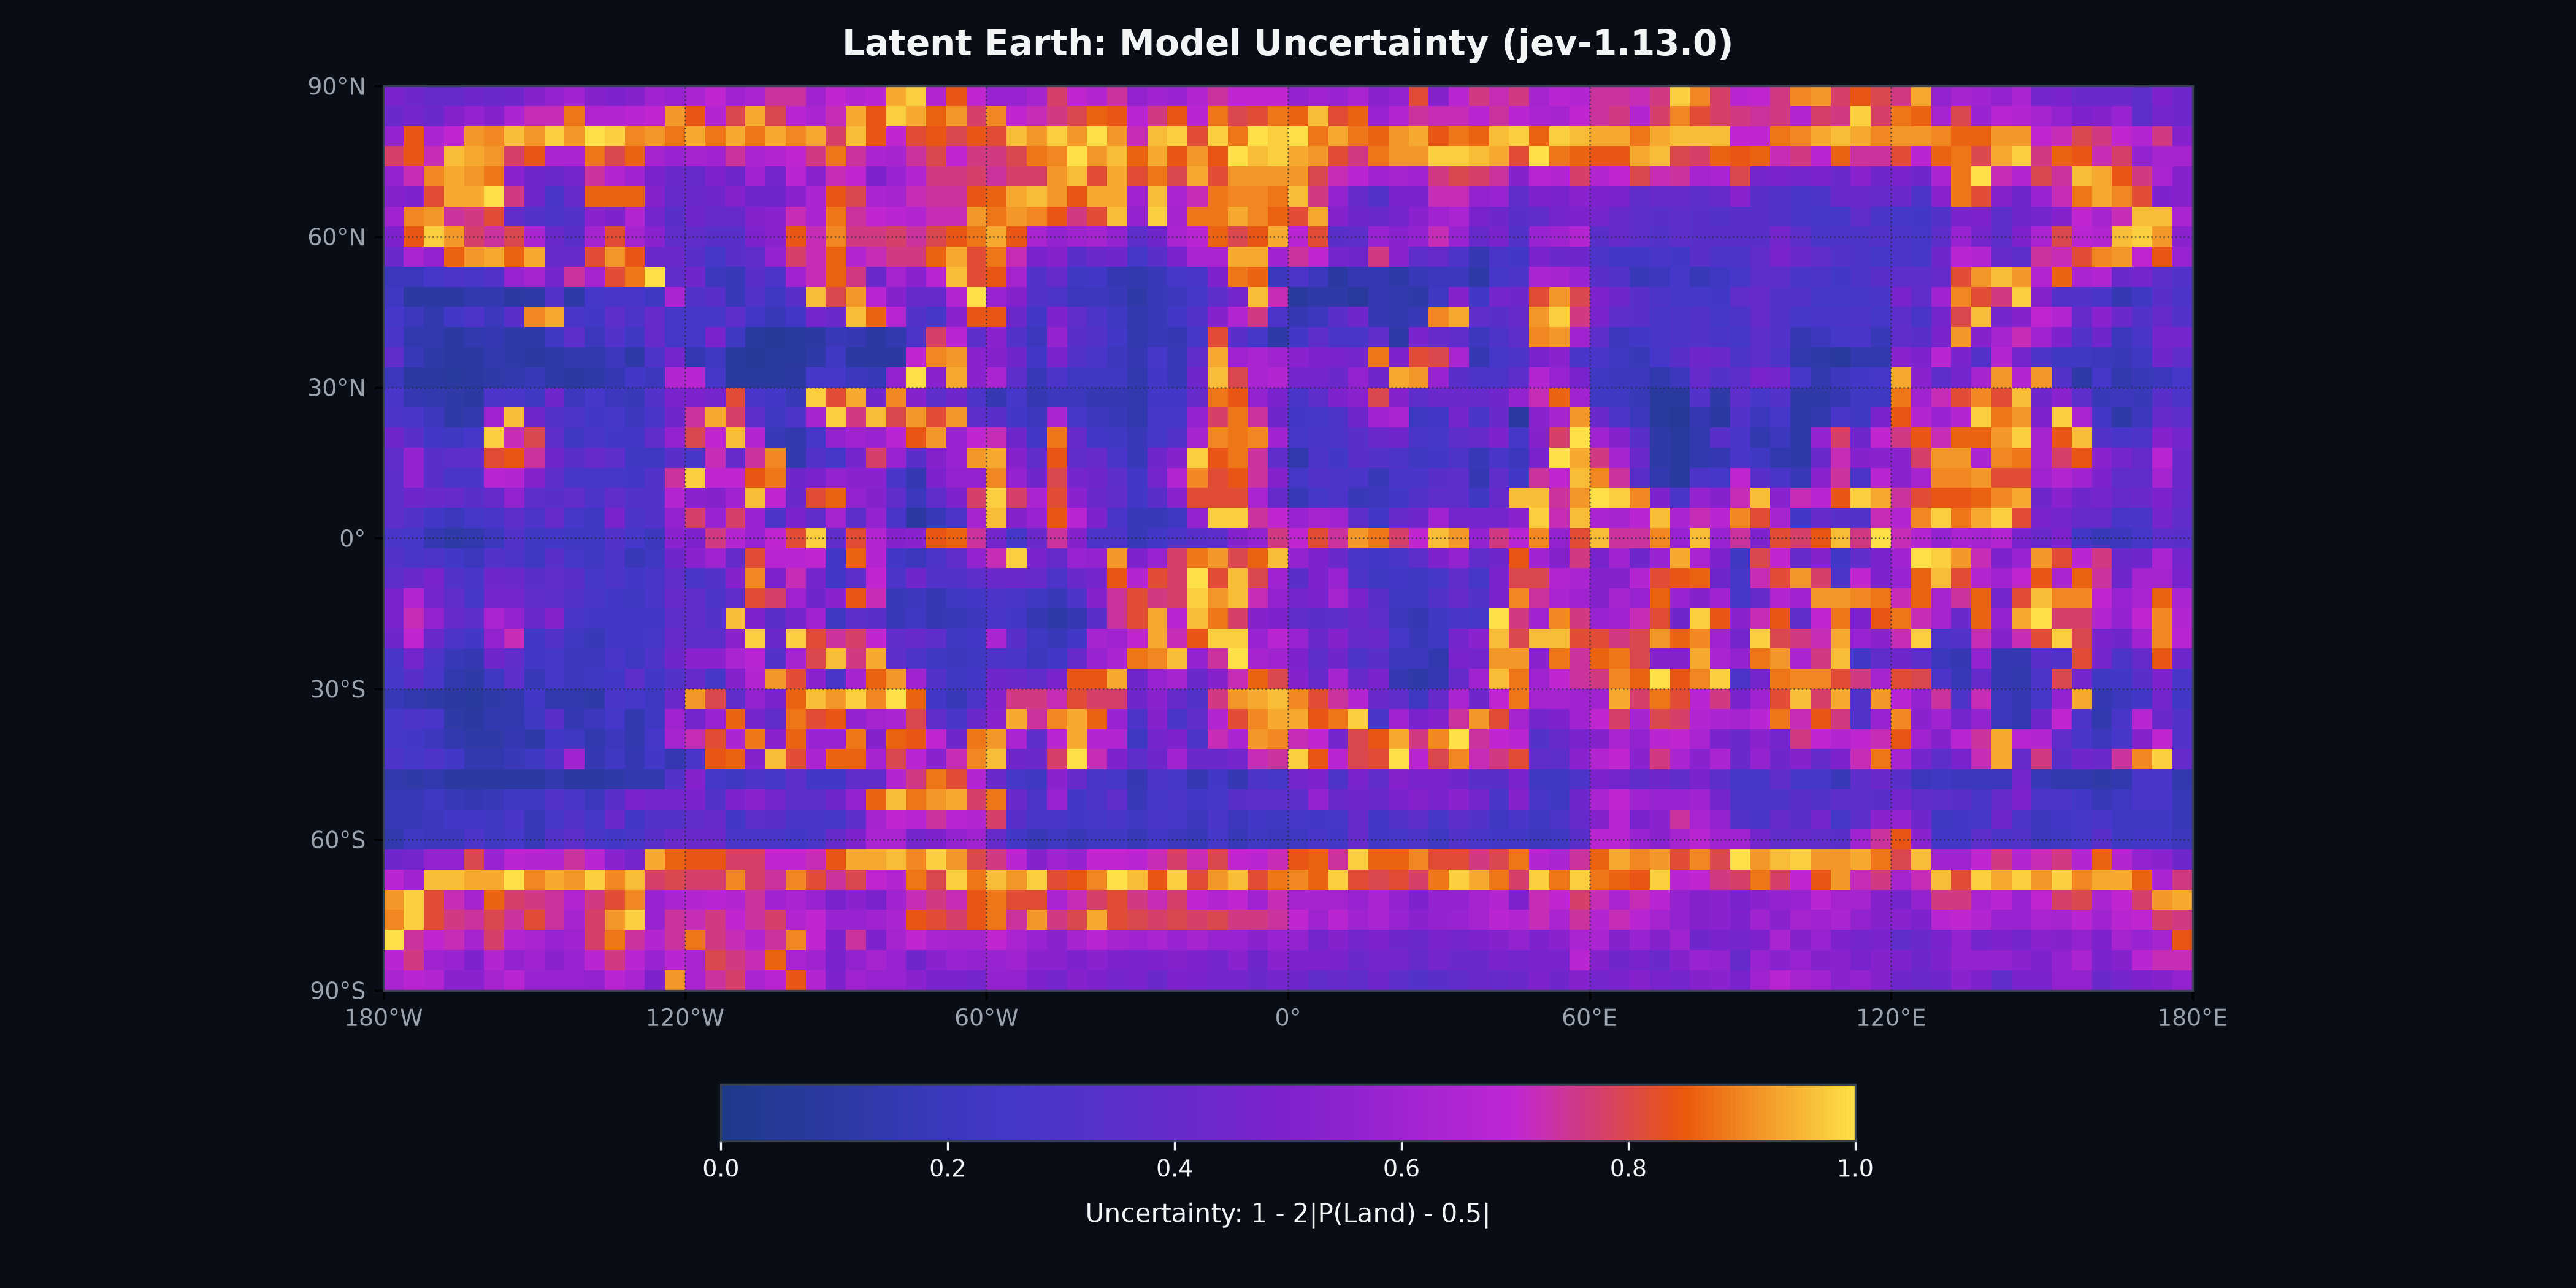 Latent Earth: Model Uncertainty (jev-1.13.0)
90°N
60°N
30°N
0°
30°S
60°S
90°S
180°W 120°W 60°W 0° 60°E 120°E 180°E
0.0 0.2 0.4 0.6 0.8 1.0
Uncertainty: 1 - 2|P(Land) - 0.5|